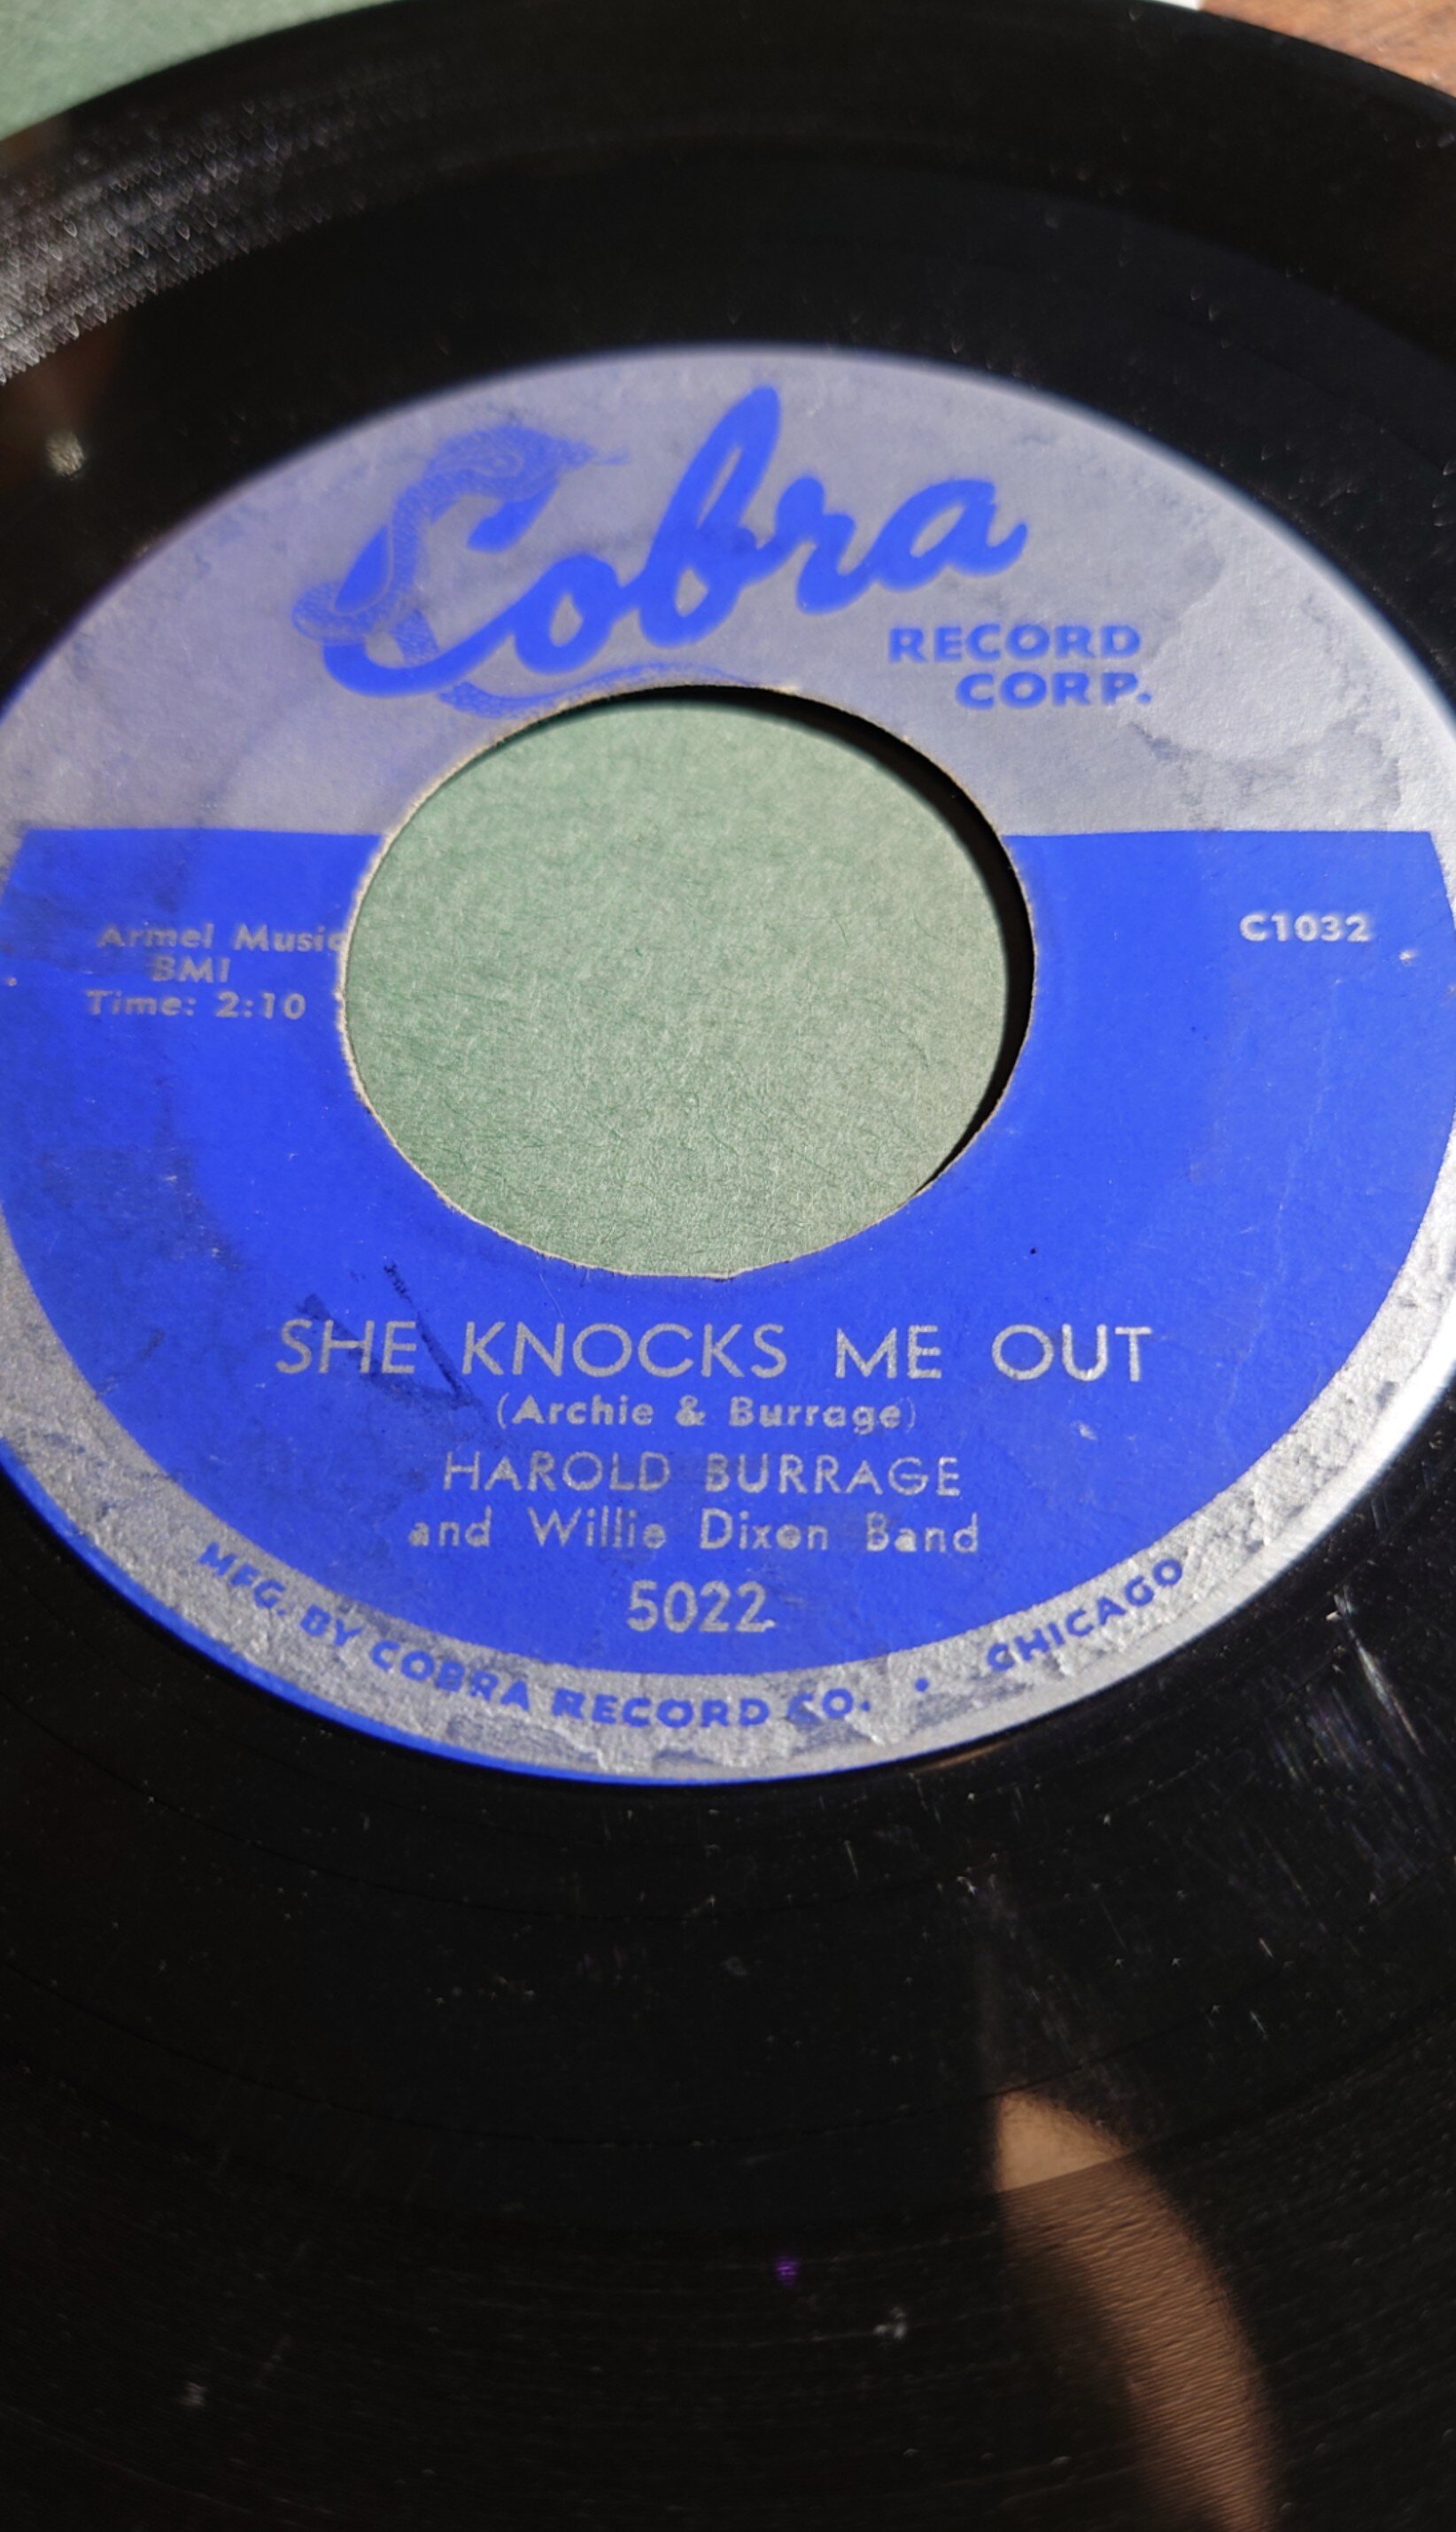 Cobra
RECORD
CORP.
Armel Music
BMI
Time: 2:10
C1032
SHE KNOCKS ME OUT
(Archie & Burrage)
HAROLD BURRAGE
and Willie Dixon Band
5022
MFG. BY COBRA RECORD CO. • CHICAGO